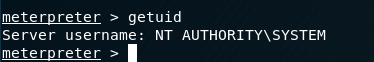 meterpreter > getuid
Server username: NT AUTHORITY\SYSTEM
meterpreter >